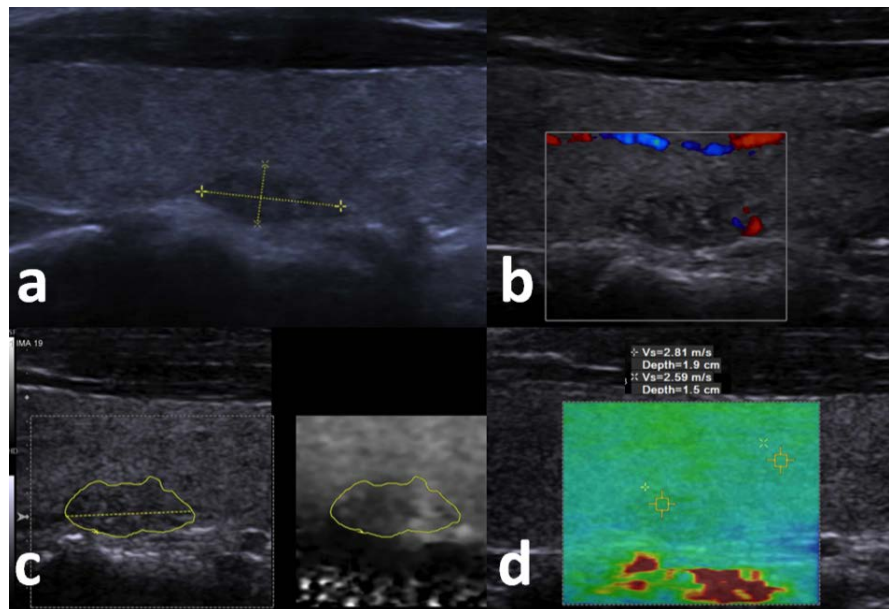 a
b
IMA 19
c
Vs=2.81 m/s
Depth=1.9 cm
Vs=2.59 m/s
Depth=1.5 cm
d